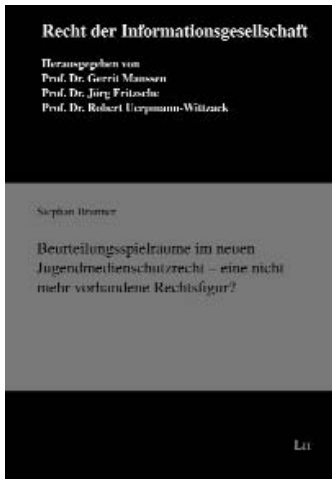 Recht der Informationsgesellschaft
Herausgegeben von
Prof. Dr. Gerrit Manssen
Prof. Dr. Jörg Fritzsche
Prof. Dr. Robert Uerpmann-Wittzack
Stephan
Beurteilungsspielräume im neuen
Jugendmedienschutzrecht – eine nicht
mehr vorhandene Rechtsfigur?
LIT